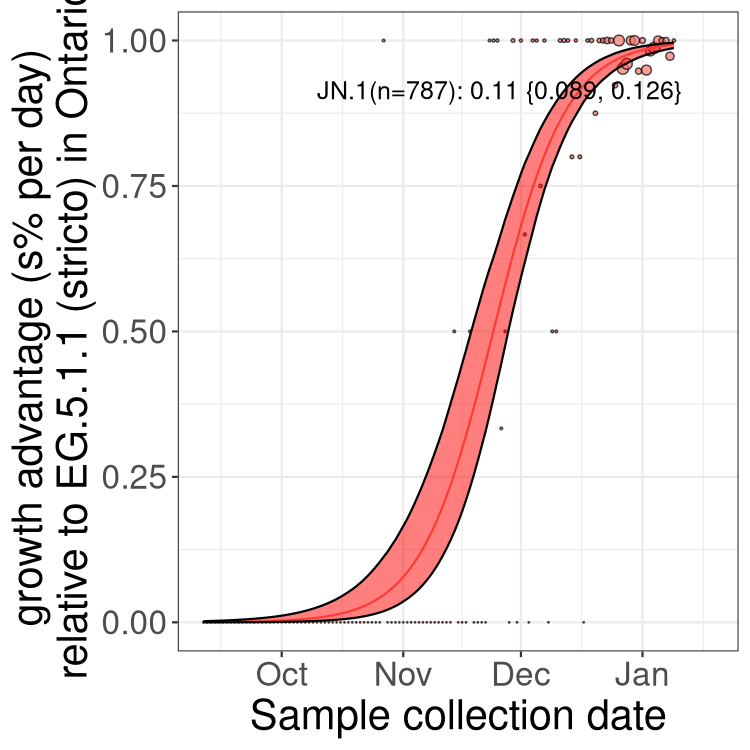 growth advantage (s% per day)
relative to EG.5.1.1 (stricto) in Ontario
1.00
0.75
0.50
0.25
0.00
JN.1(n=787): 0.11 {0.089, 0.126}
Oct Nov Dec Jan
Sample collection date